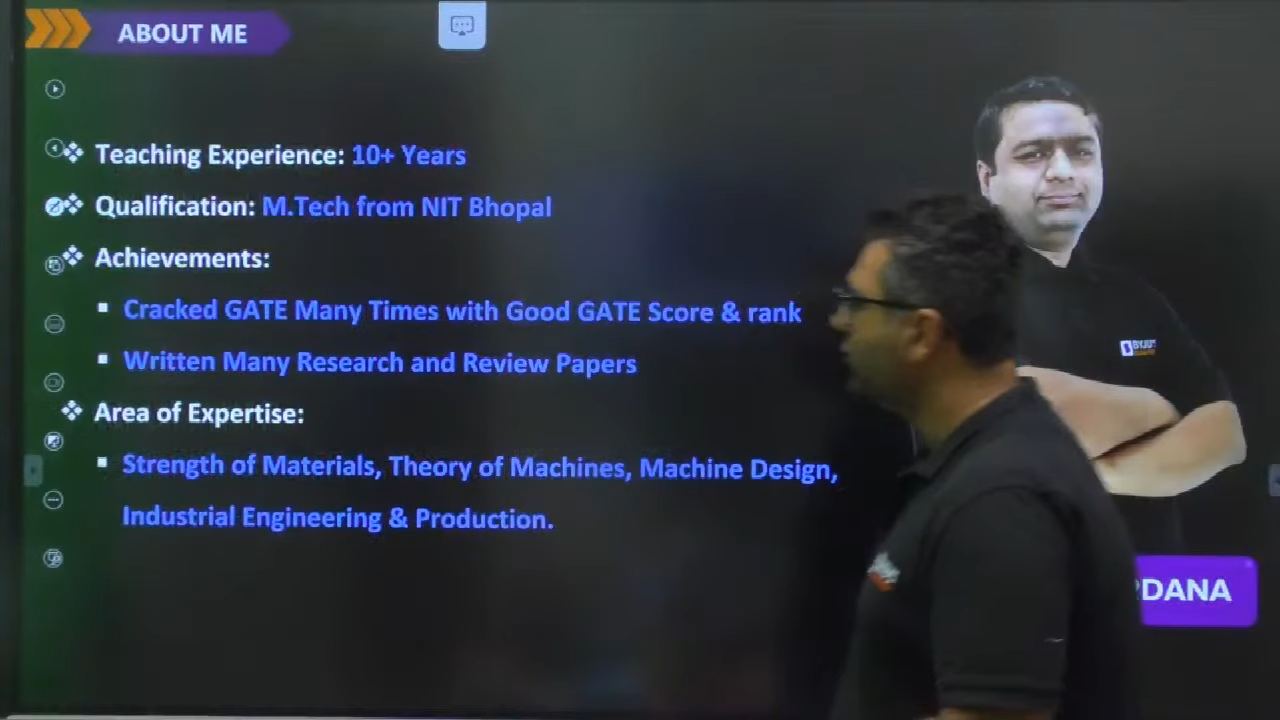 ABOUT ME
Teaching Experience: 10+ Years
Qualification: M.Tech from NIT Bhopal
Achievements:
Cracked GATE Many Times with Good GATE Score & rank
Written Many Research and Review Papers
Area of Expertise:
Strength of Materials, Theory of Machines, Machine Design,
Industrial Engineering & Production.
BYJU'S
DANA